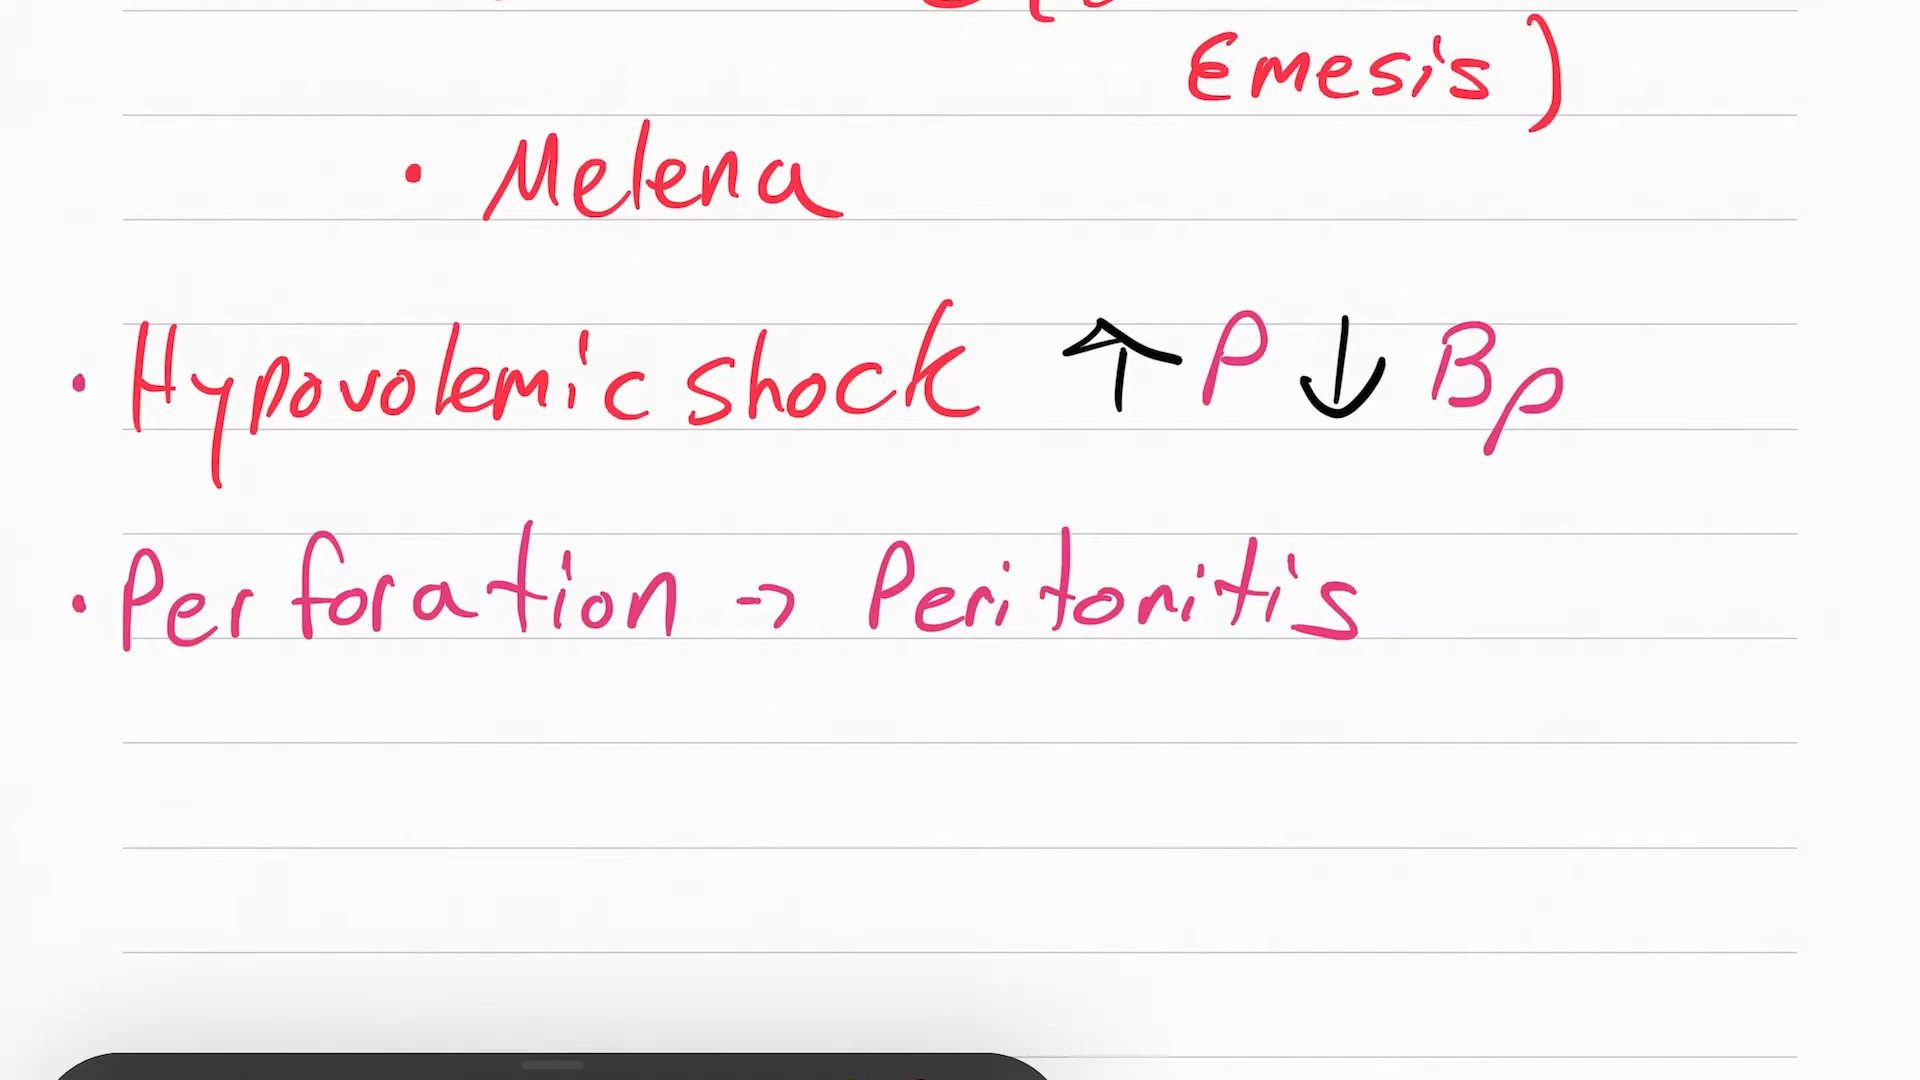 Emesis)
• Melena
• Hypovolemic shock ↑ P ↓ Bp
• Perforation -> Peritonitis